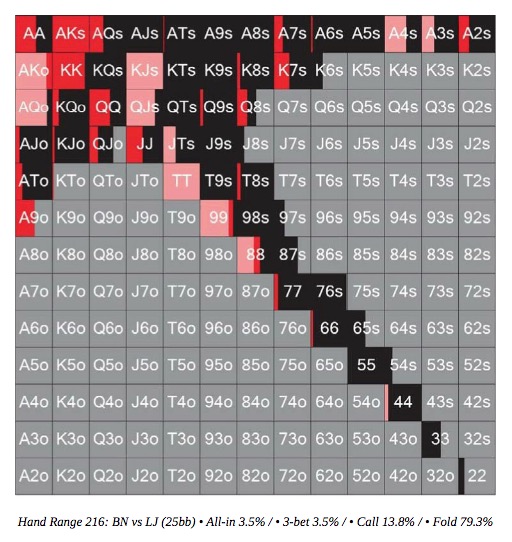 AA AKs AQs AJs ATs A9s A8s A7s A6s A5s A4s A3s A2s
AKo KK KQs KJs KTs K9s K8s K7s K6s K5s K4s K3s K2s
AQo KQo QQ QJs QTs Q9s Q8s Q7s Q6s Q5s Q4s Q3s Q2s
AJo KJo QJo JJ JTs J9s J8s J7s J6s J5s J4s J3s J2s
ATo KTo QTo JTo TT T9s T8s T7s T6s T5s T4s T3s T2s
A9o K9o Q9o J9o T9o 99 98s 97s 96s 95s 94s 93s 92s
A8o K8o Q8o J8o T8o 98o 88 87s 86s 85s 84s 83s 82s
A7o K7o Q7o J7o T7o 97o 87o 77 76s 75s 74s 73s 72s
A6o K6o Q6o J6o T6o 96o 86o 76o 66 65s 64s 63s 62s
A5o K5o Q5o J5o T5o 95o 85o 75o 65o 55 54s 53s 52s
A4o K4o Q4o J4o T4o 94o 84o 74o 64o 54o 44 43s 42s
A3o K3o Q3o J3o T3o 93o 83o 73o 63o 53o 43o 33 32s
A2o K2o Q2o J2o T2o 92o 82o 72o 62o 52o 42o 32o 22
Hand Range 216: BN vs LJ (25bb) • All-in 3.5% / • 3-bet 3.5% / • Call 13.8% / • Fold 79.3%